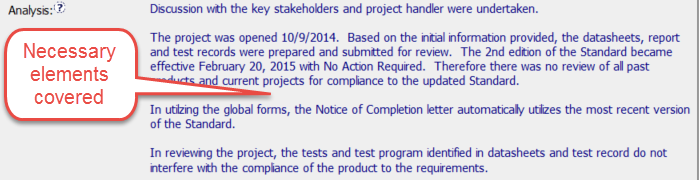 Analysis:?
Discussion with the key stakeholders and project handler were undertaken.
The project was opened 10/9/2014. Based on the initial information provided, the datasheets, report
and test records were prepared and submitted for review. The 2nd edition of the Standard became
effective February 20, 2015 with No Action Required. Therefore there was no review of all past
products and current projects for compliance to the updated Standard.
In utilzing the global forms, the Notice of Completion letter automatically utilizes the most recent version
of the Standard.
In reviewing the project, the tests and test program identified in datasheets and test record do not
interfere with the compliance of the product to the requirements.
Necessary
elements
covered